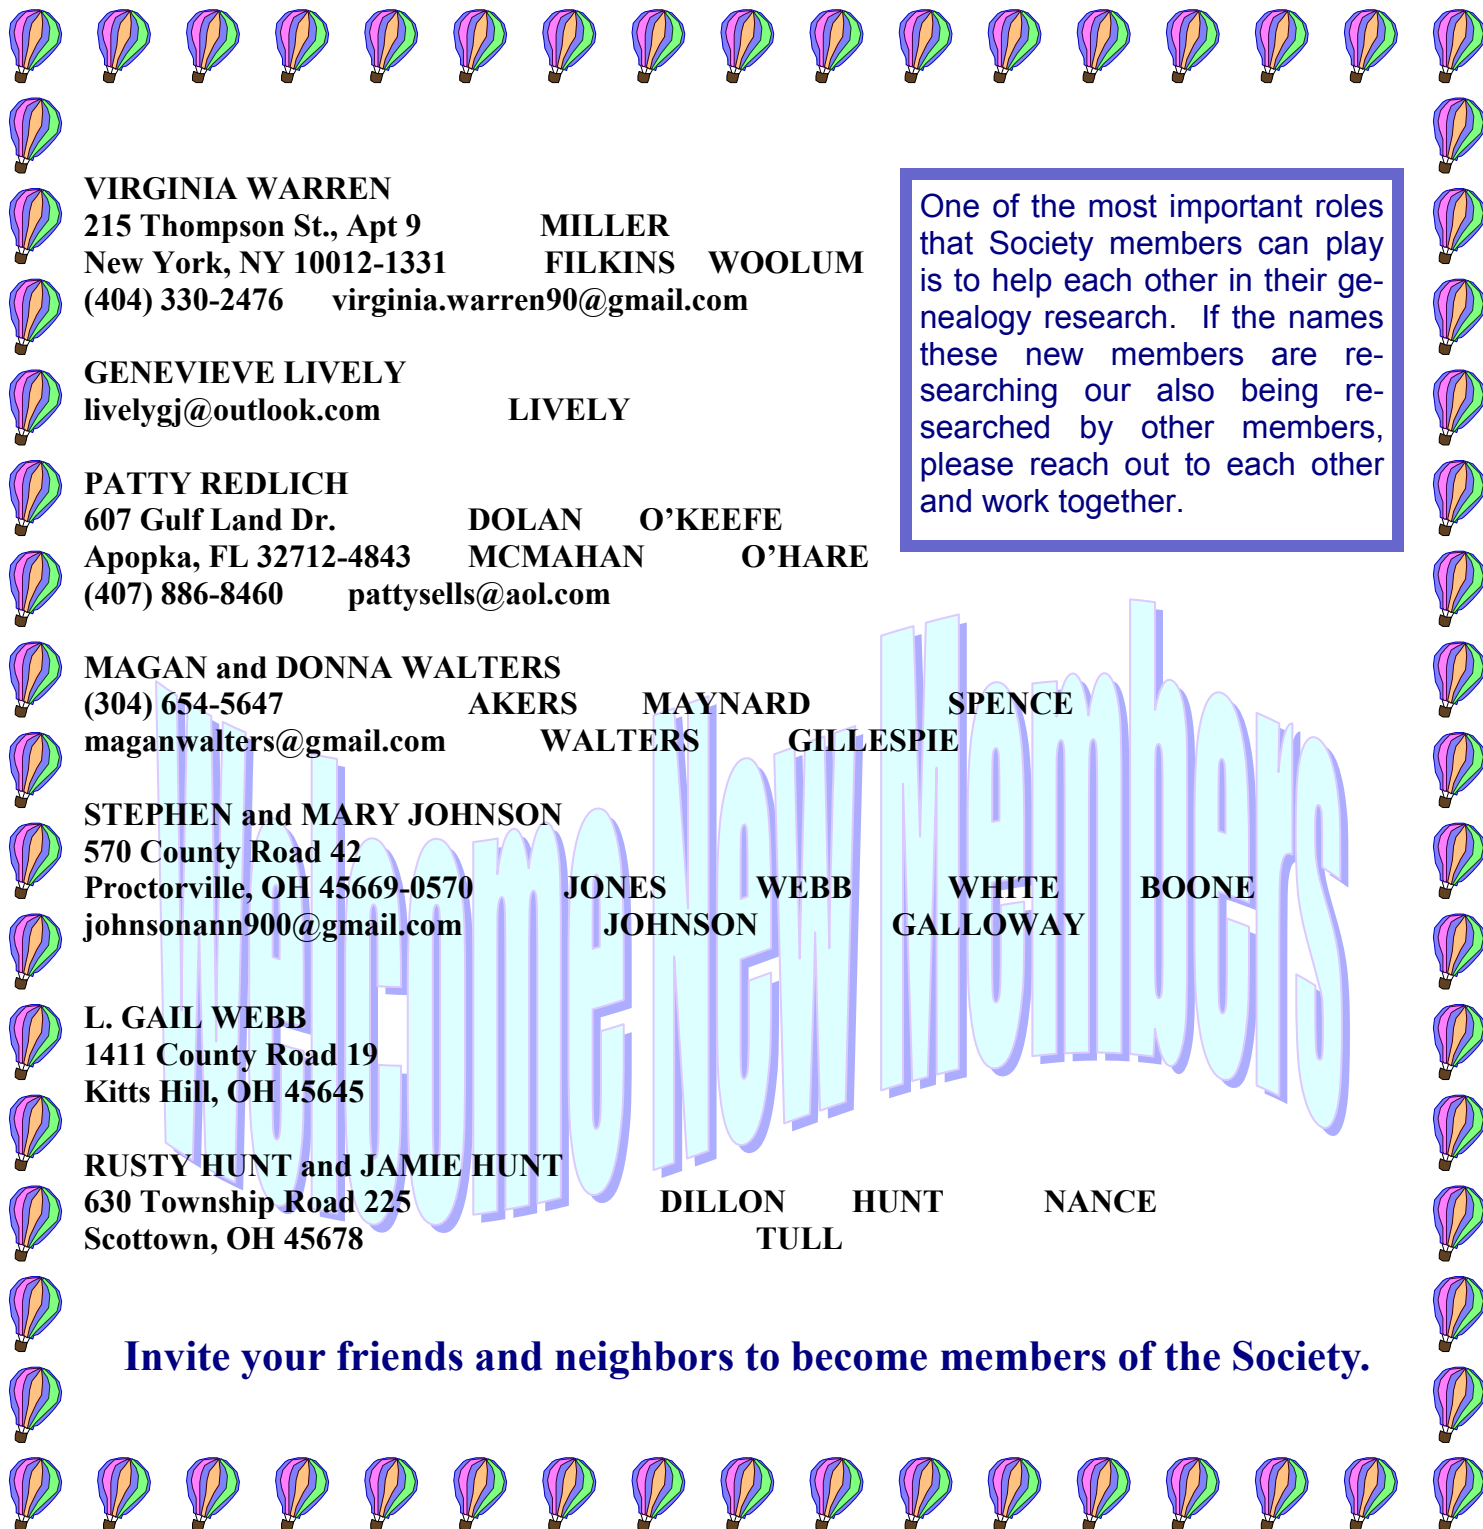 VIRGINIA WARREN
215 Thompson St., Apt 9 MILLER
New York, NY 10012-1331 FILKINS WOOLUM
(404) 330-2476 virginia.warren90@gmail.com
GENEVIEVE LIVELY
livelygj@outlook.com LIVELY
PATTY REDLICH
607 Gulf Land Dr. DOLAN O’KEEFE
Apopka, FL 32712-4843 MCMAHAN O’HARE
(407) 886-8460 pattysells@aol.com
One of the most important roles
that Society members can play
is to help each other in their ge-
nealogy research. If the names
these new members are re-
searching our also being re-
searched by other members,
please reach out to each other
and work together.
MAGAN and DONNA WALTERS
(304) 654-5647 AKERS MAYNARD SPENCE
maganwalters@gmail.com WALTERS GILLESPIE
STEPHEN and MARY JOHNSON
570 County Road 42
Proctorville, OH 45669-0570 JONES WEBB WHITE BOONE
johnsonann900@gmail.com JOHNSON GALLOWAY
L. GAIL WEBB
1411 County Road 19
Kitts Hill, OH 45645
RUSTY HUNT and JAMIE HUNT
630 Township Road 225 DILLON HUNT NANCE
Scottown, OH 45678 TULL
Welcome New Members
Invite your friends and neighbors to become members of the Society.